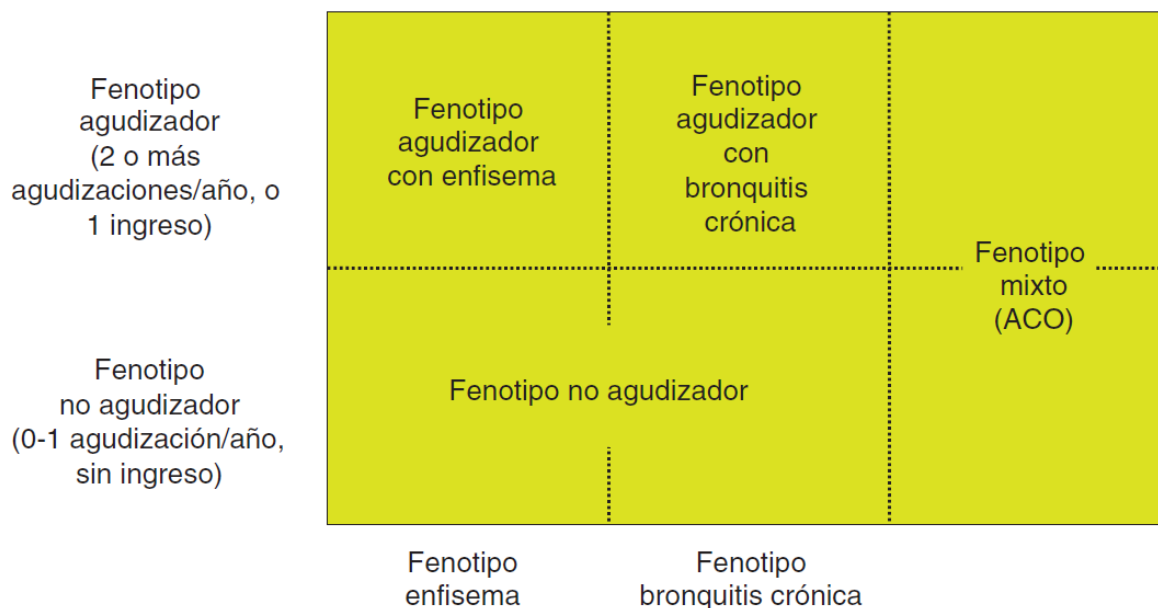 Fenotipo
agudizador
(2 o más
agudizaciones/año, o
1 ingreso)
Fenotipo
agudizador
con enfisema
Fenotipo
agudizador
con
bronquitis
crónica
Fenotipo
mixto
(ACO)
Fenotipo
no agudizador
(0-1 agudización/año,
sin ingreso)
Fenotipo no agudizador
Fenotipo
enfisema
Fenotipo
bronquitis crónica